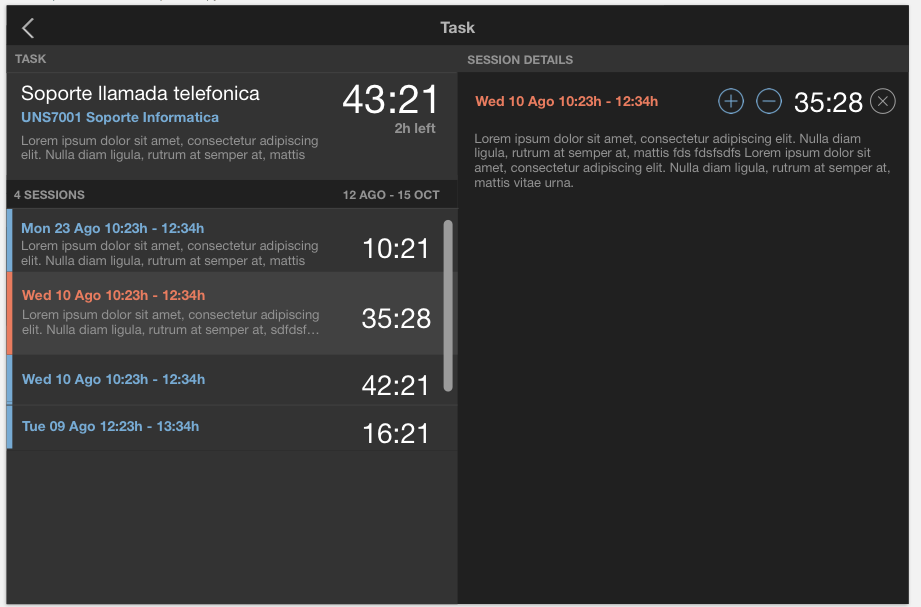 Task
TASK
Soporte llamada telefonica
43:21
UNS7001 Soporte Informatica
2h left
Lorem ipsum dolor sit amet, consectetur adipiscing
elit. Nulla diam ligula, rutrum at semper at, mattis
4 SESSIONS
12 AGO - 15 OCT
Mon 23 Ago 10:23h - 12:34h
Lorem ipsum dolor sit amet, consectetur adipiscing
elit. Nulla diam ligula, rutrum at semper at, mattis
10:21
Wed 10 Ago 10:23h - 12:34h
Lorem ipsum dolor sit amet, consectetur adipiscing
elit. Nulla diam ligula, rutrum at semper at, sdfdsf…
35:28
Wed 10 Ago 10:23h - 12:34h
42:21
Tue 09 Ago 12:23h - 13:34h
16:21
SESSION DETAILS
Wed 10 Ago 10:23h - 12:34h
35:28
Lorem ipsum dolor sit amet, consectetur adipiscing elit. Nulla diam
ligula, rutrum at semper at, mattis fds fdsfsdfs Lorem ipsum dolor sit
amet, consectetur adipiscing elit. Nulla diam ligula, rutrum at semper at,
mattis vitae urna.